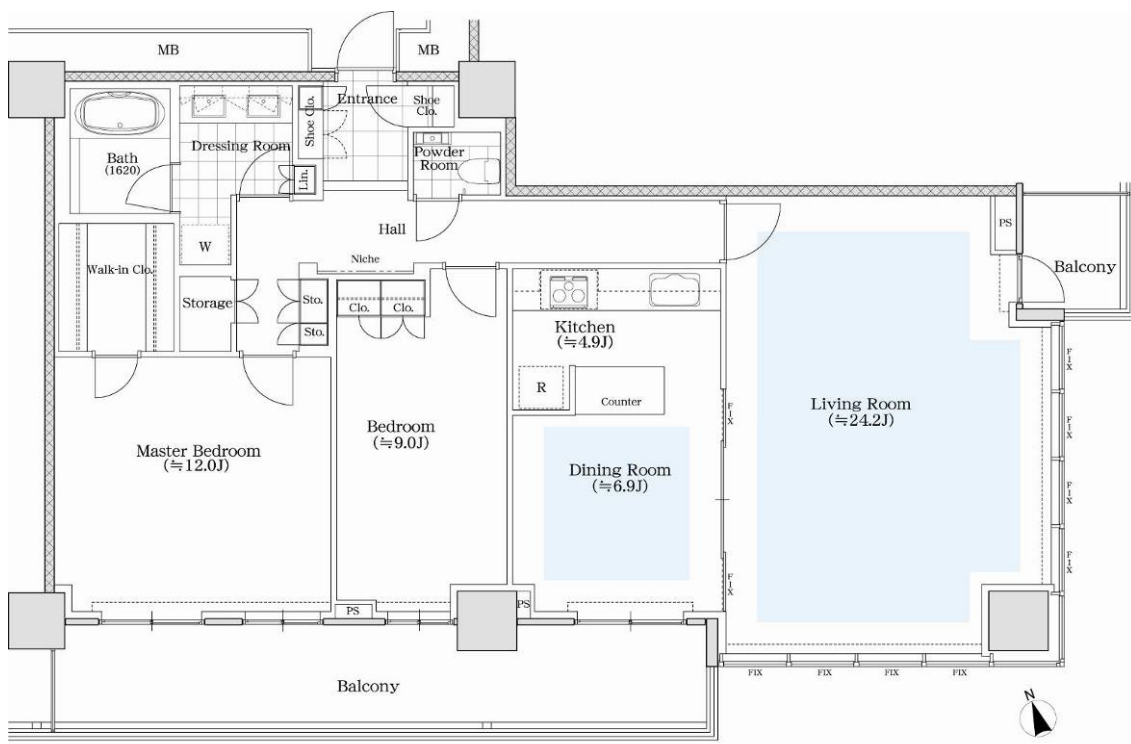 MB
MB
Entrance
Shoe Clo.
Shoe
Clo.
Dressing Room
Powder
Room
Bath
(1620)
Lin.
Hall
PS
W
Niche
Balcony
Walk-in Clo.
Storage
Sto.
Sto.
Clo.
Clo.
Kitchen
(≒4.9J)
R
Counter
FIX
FIX
FIX
FIX
FIX
FIX
Living Room
(≒24.2J)
Bedroom
(≒9.0J)
Master Bedroom
(≒12.0J)
Dining Room
(≒6.9J)
PS
PS
FIX
FIX
FIX
FIX
Balcony
N